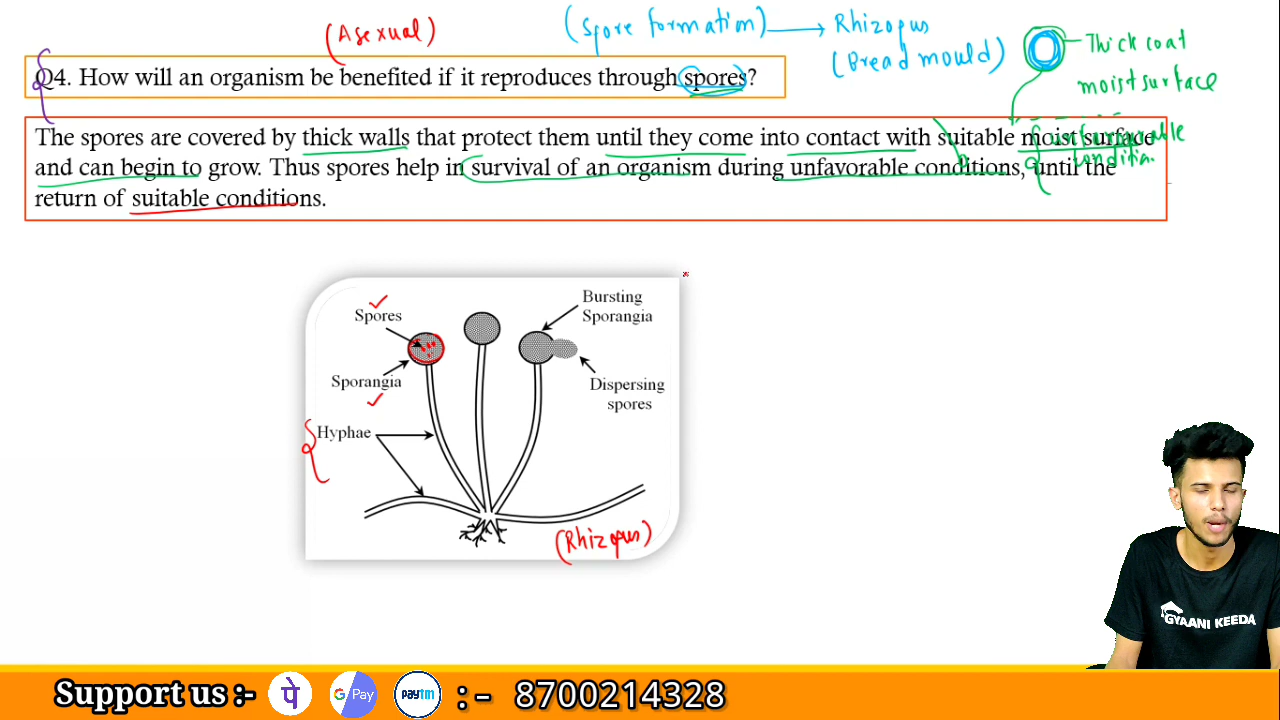 (Asexual)
(Spore formation) → Rhizopus
(Bread mould)
Thick coat
moist surface
Q4. How will an organism be benefited if it reproduces through spores?
The spores are covered by thick walls that protect them until they come into contact with suitable moist surface
and can begin to grow. Thus spores help in survival of an organism during unfavorable conditions, until the
return of suitable conditions.
Spores
Bursting
Sporangia
Sporangia
Dispersing
spores
Hyphae
(Rhizopus)
GYAANI KEEDA
Support us :- पे G Pay paytm : - 8700214328